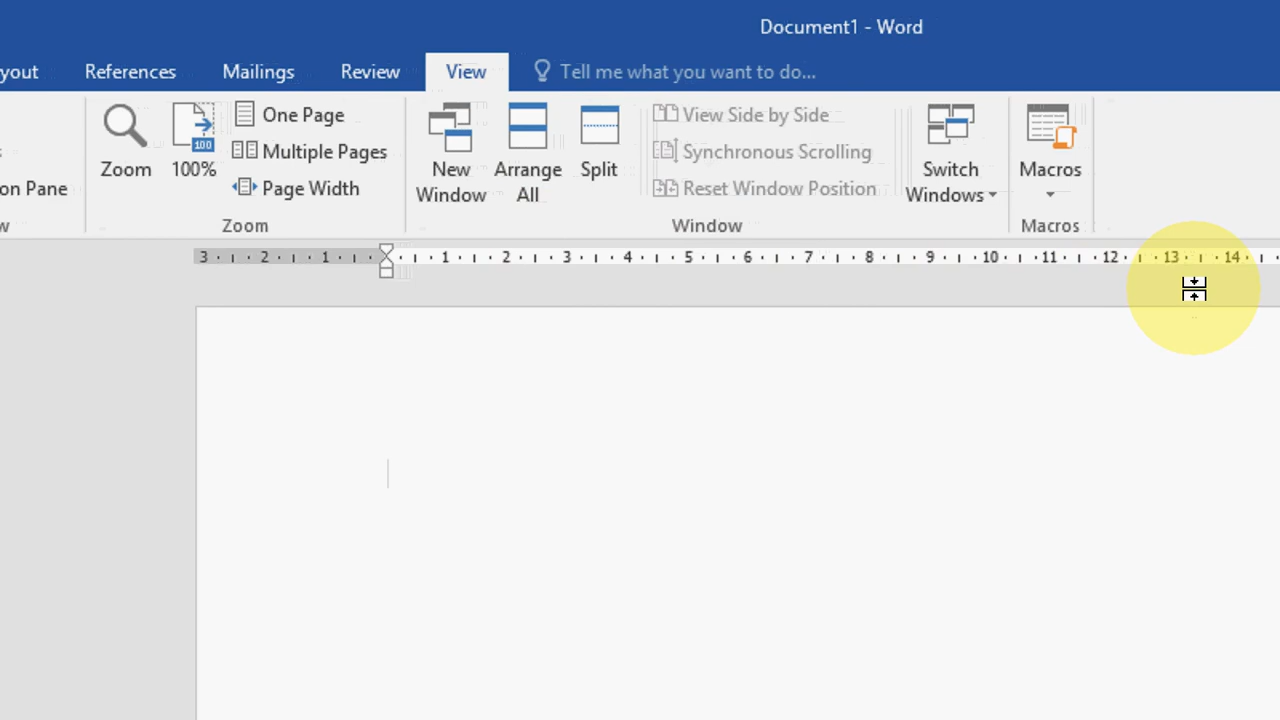 Document1 - Word
yout References Mailings Review View Tell me what you want to do...
One Page
Multiple Pages
Page Width
Zoom 100%
100
on Pane
Zoom
New Window
Arrange All
Split
View Side by Side
Synchronous Scrolling
Reset Window Position
Switch Windows
Window
Macros
Macros
3 2 1 1 2 3 4 5 6 7 8 9 10 11 12 13 14